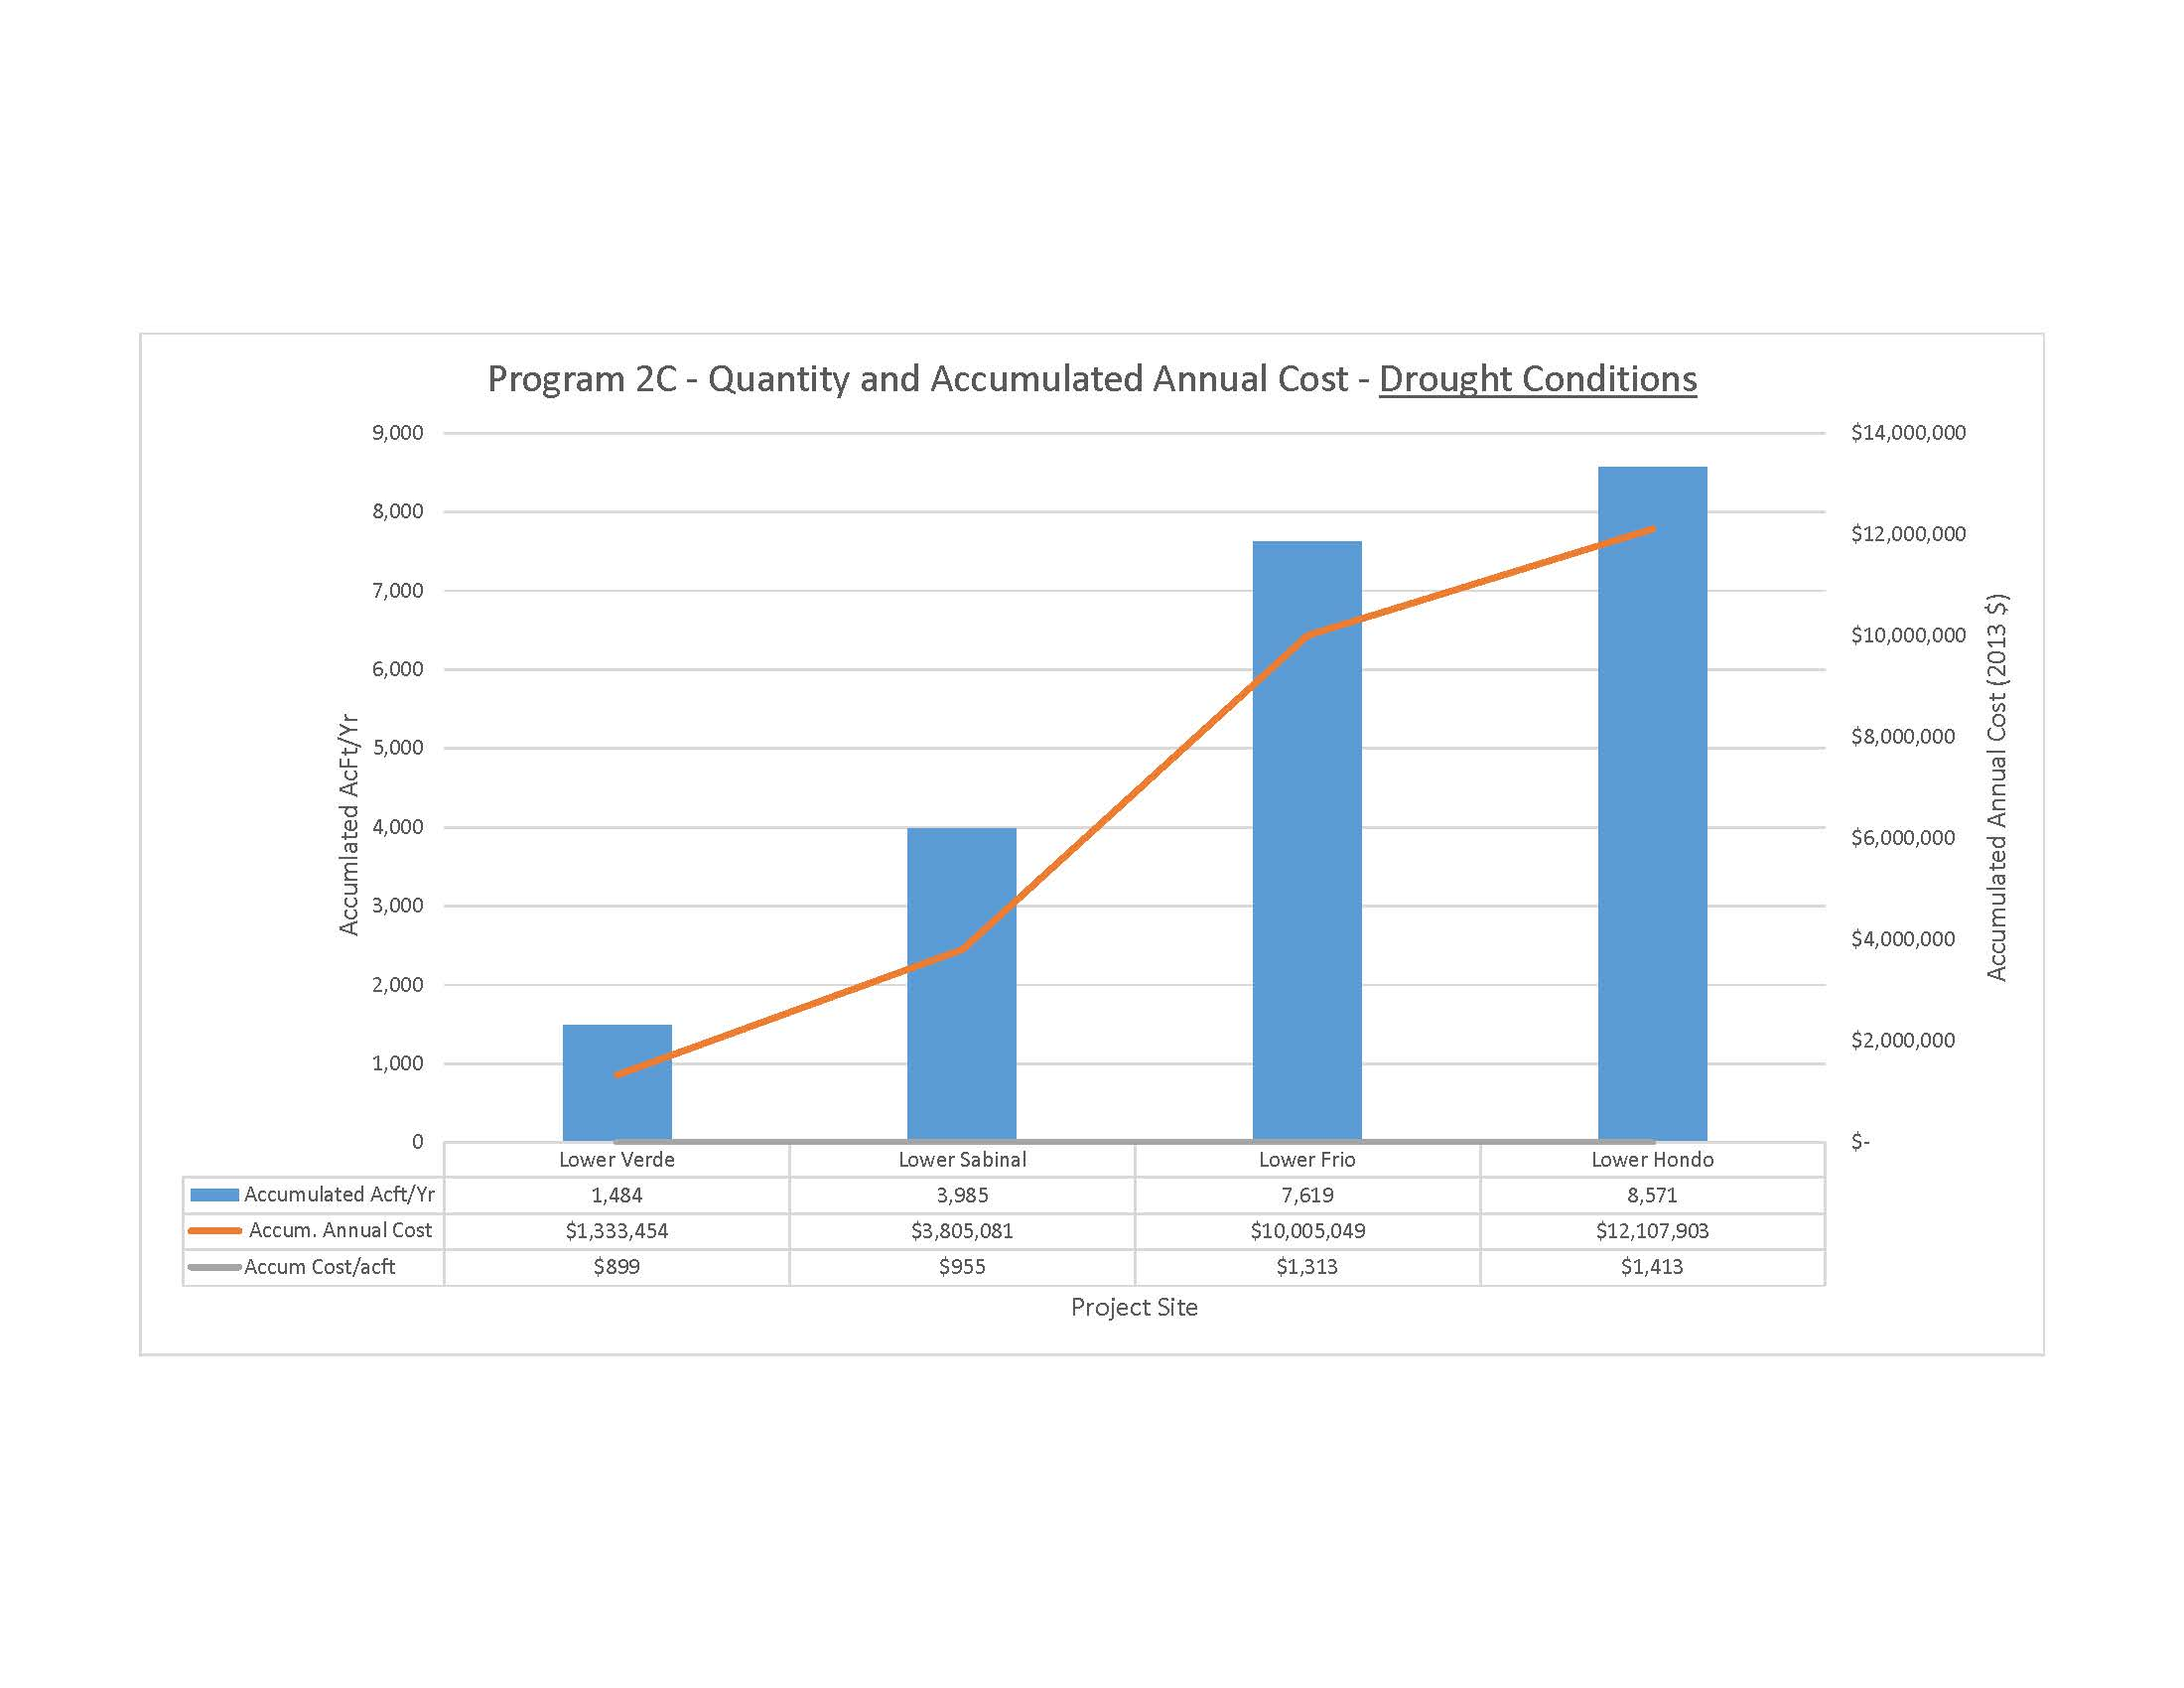 Program 2C - Quantity and Accumulated Annual Cost - Drought Conditions
9,000
8,000
7,000
6,000
5,000
4,000
3,000
2,000
1,000
0
Accumlated AcFt/Yr
$14,000,000
$12,000,000
$10,000,000
$8,000,000
$6,000,000
$4,000,000
$2,000,000
$-
Accumulated Annual Cost (2013 $)
Lower Verde Lower Sabinal Lower Frio Lower Hondo
Accumulated Acft/Yr 1,484 3,985 7,619 8,571
Accum. Annual Cost $1,333,454 $3,805,081 $10,005,049 $12,107,903
Accum Cost/acft $899 $955 $1,313 $1,413
Project Site